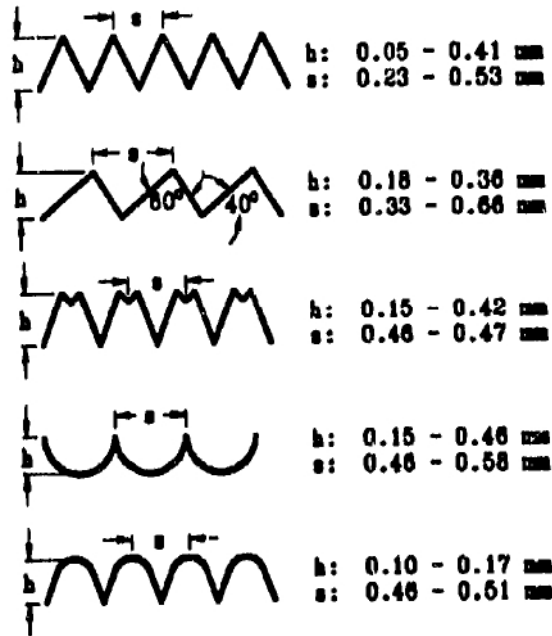 s
h
h: 0.05 - 0.41 mm
s: 0.23 - 0.53 mm
s
h
60°
40°
h: 0.18 - 0.36 mm
s: 0.33 - 0.66 mm
s
h
h: 0.15 - 0.42 mm
s: 0.46 - 0.47 mm
s
h
h: 0.15 - 0.46 mm
s: 0.46 - 0.58 mm
s
h
h: 0.10 - 0.17 mm
s: 0.46 - 0.51 mm